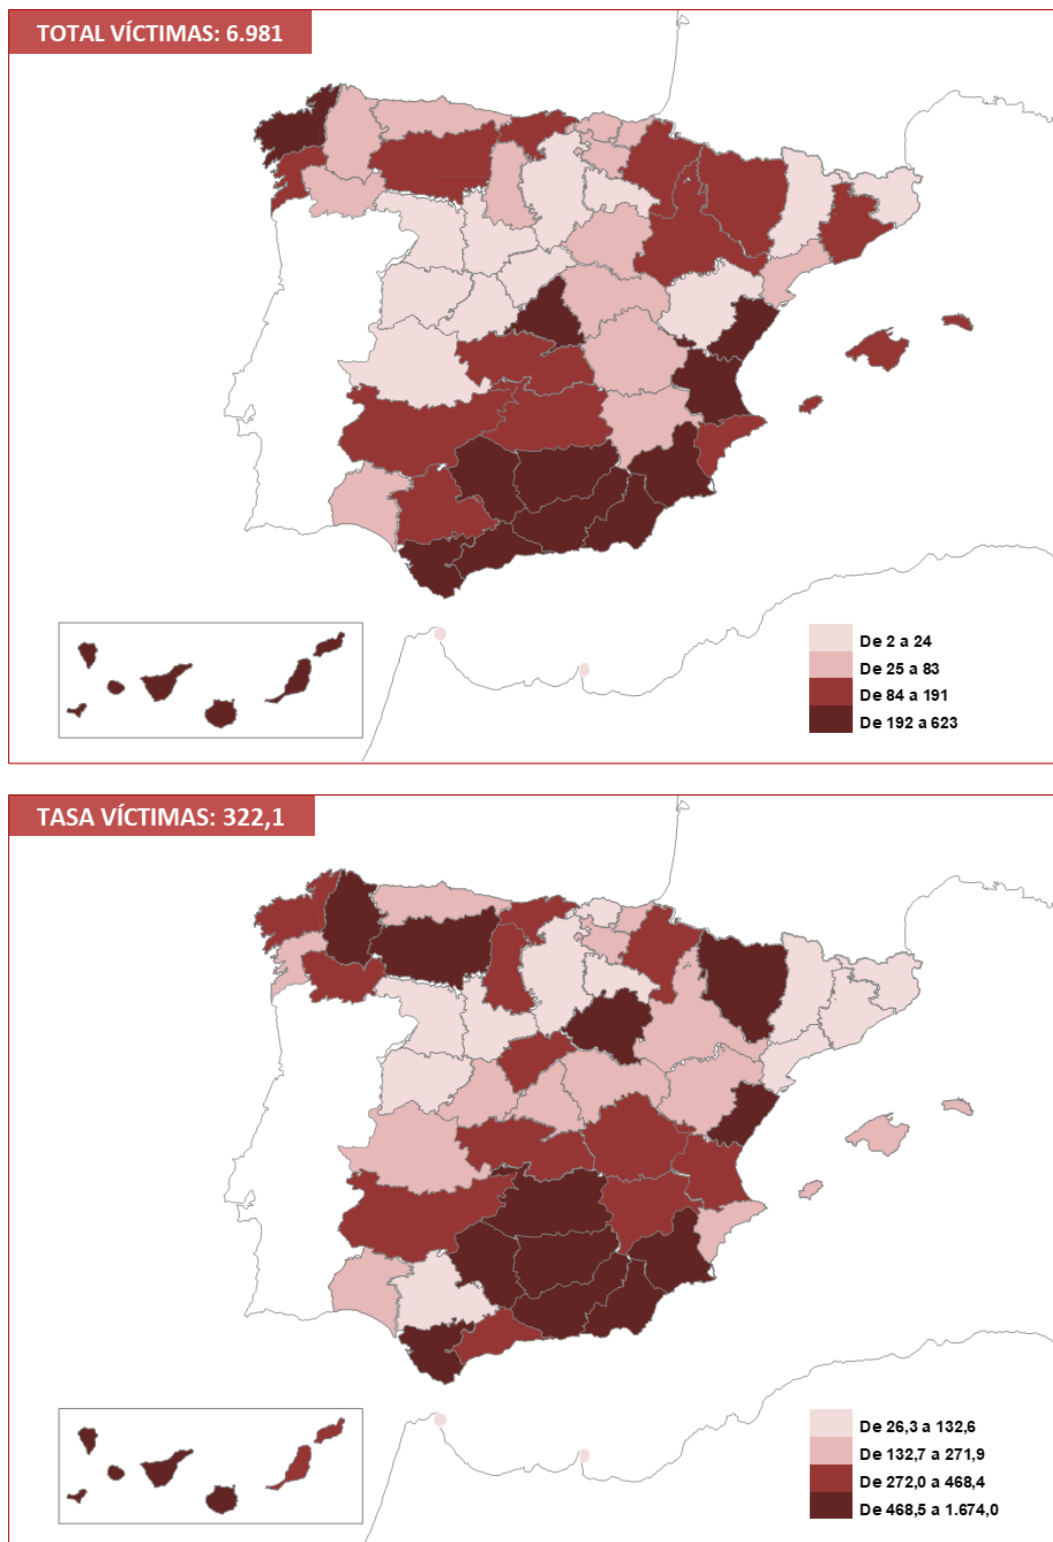 TOTAL VÍCTIMAS: 6.981
De 2 a 24
De 25 a 83
De 84 a 191
De 192 a 623
TASA VÍCTIMAS: 322,1
De 26,3 a 132,6
De 132,7 a 271,9
De 272,0 a 468,4
De 468,5 a 1.674,0